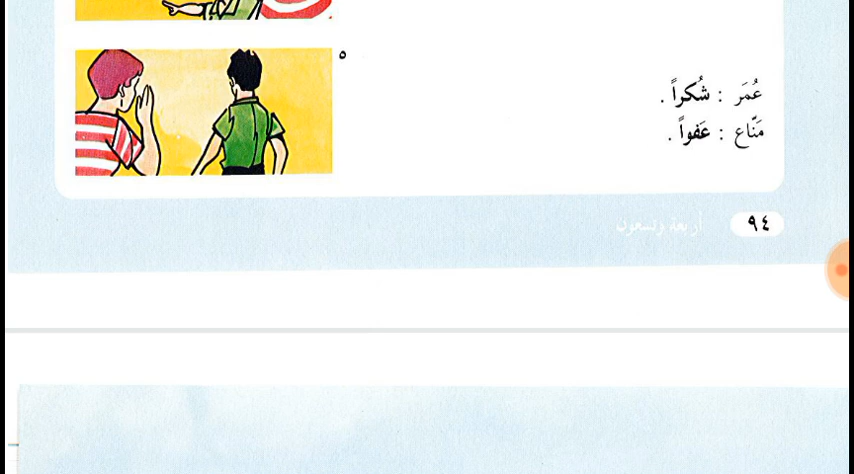 ٥
عُمَر : شُكراً .
مَنّاع : عَفواً .
٩٤ أربعة وتسعون